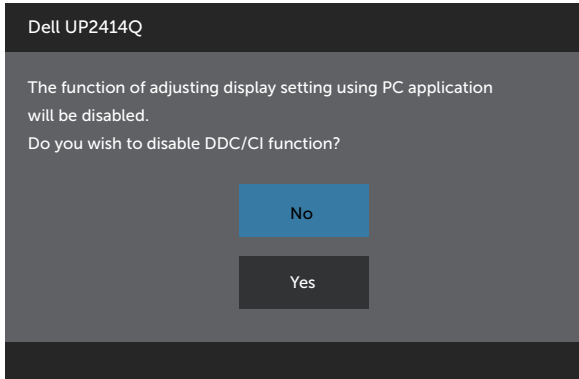 Dell UP2414Q
The function of adjusting display setting using PC application
will be disabled.
Do you wish to disable DDC/CI function?
No
Yes